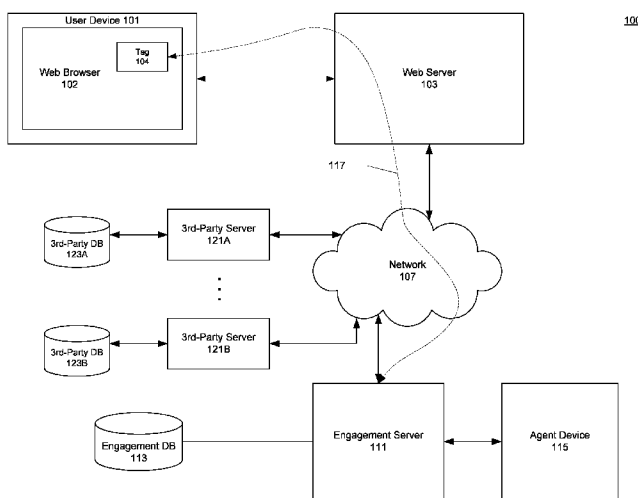 100
User Device 101
Tag
104
Web Browser
102
Web Server
103
117
3rd-Party DB
123A
3rd-Party Server
121A
Network
107
3rd-Party DB
123B
3rd-Party Server
121B
Engagement DB
113
Engagement Server
111
Agent Device
115